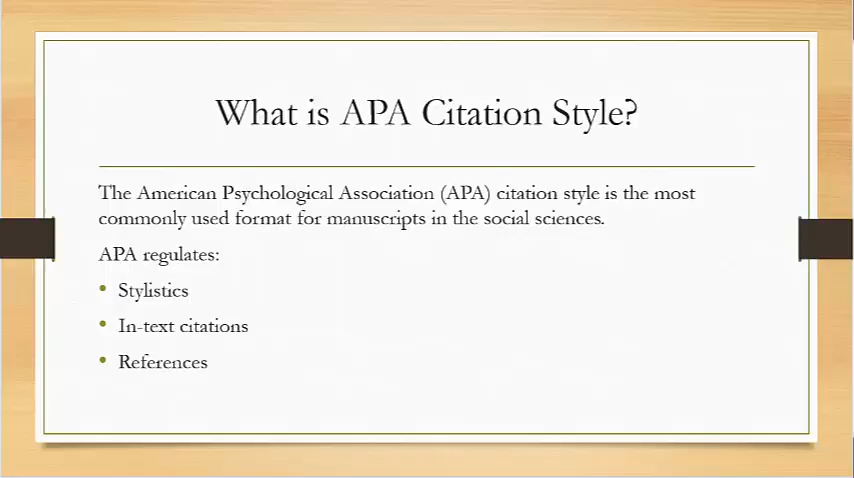 What is APA Citation Style?
The American Psychological Association (APA) citation style is the most
commonly used format for manuscripts in the social sciences.
APA regulates:
• Stylistics
• In-text citations
• References